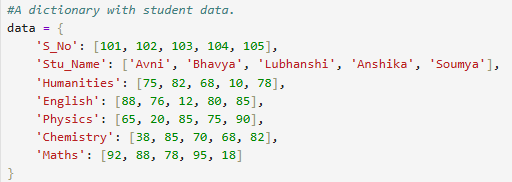 #A dictionary with student data.
data = {
    'S_No': [101, 102, 103, 104, 105],
    'Stu_Name': ['Avni', 'Bhavya', 'Lubhanshi', 'Anshika', 'Soumya'],
    'Humanities': [75, 82, 68, 10, 78],
    'English': [88, 76, 12, 80, 85],
    'Physics': [65, 20, 85, 75, 90],
    'Chemistry': [38, 85, 70, 68, 82],
    'Maths': [92, 88, 78, 95, 18]
}